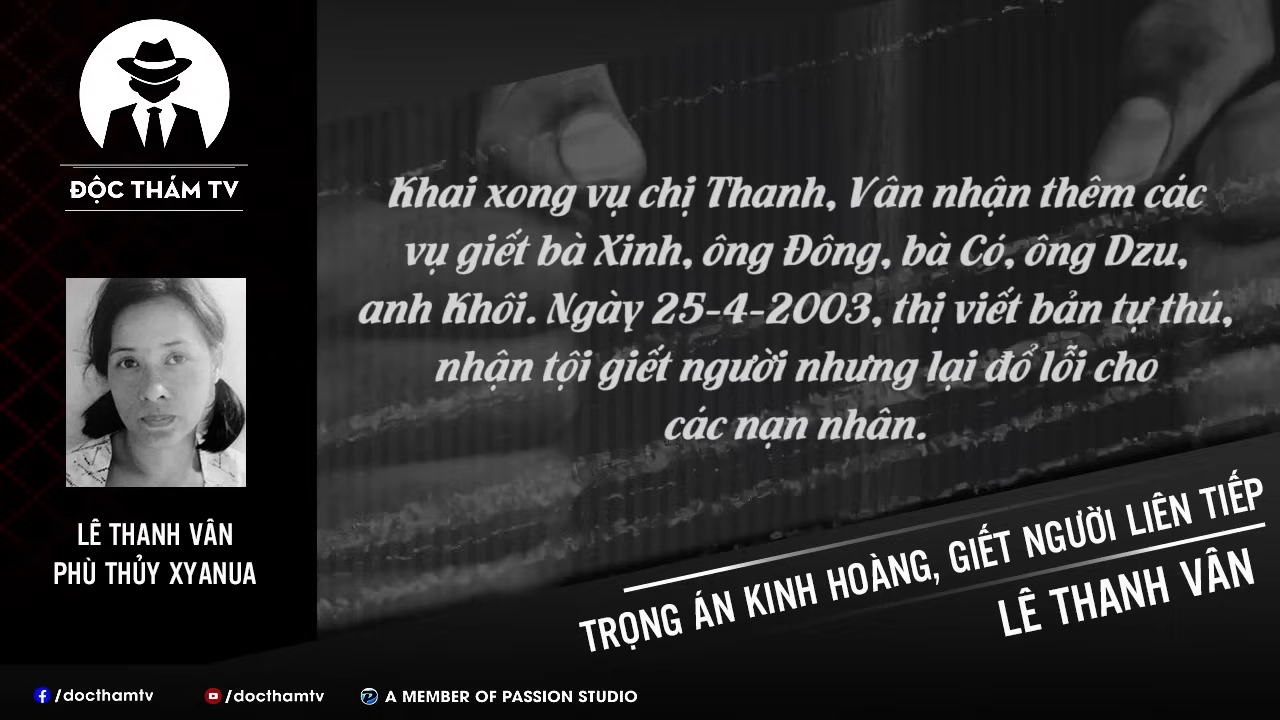 ĐỘC THÁM TV
LÊ THANH VÂN
PHÙ THỦY XYANUA
Khai xong vụ chị Thanh, Vân nhận thêm các
vụ giết bà Xinh, ông Đông, bà Có, ông Dzu,
anh Khôi. Ngày 25-4-2003, thị viết bản tự thú,
nhận tội giết người nhưng lại đổ lỗi cho
các nạn nhân.
TRỌNG ÁN KINH HOÀNG, GIẾT NGƯỜI LIÊN TIẾP
LÊ THANH VÂN
/docthamtv
/docthamtv
A MEMBER OF PASSION STUDIO